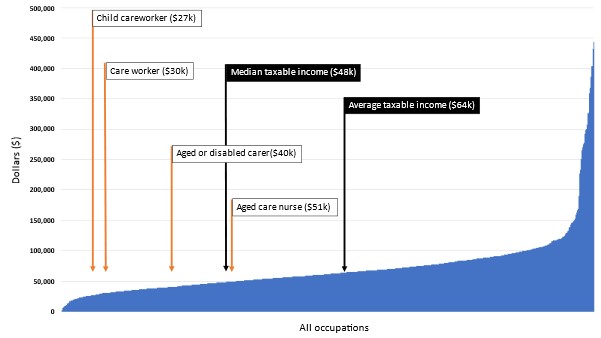 500,000
Child careworker ($27k)
450,000
400,000
Care worker ($30k)
Median taxable income ($48k)
350,000
Average taxable income ($64k)
300,000
Dollars ($)
250,000
Aged or disabled carer($40k)
200,000
Aged care nurse ($51k)
150,000
100,000
50,000
0
All occupations